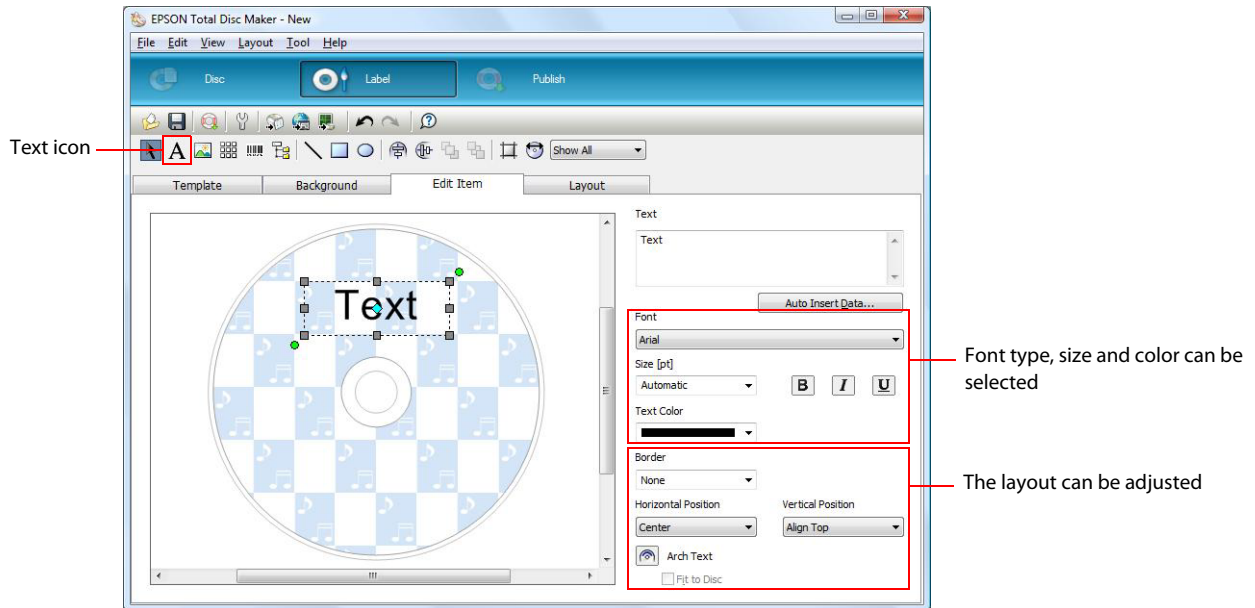 EPSON Total Disc Maker - New
File Edit View Layout Tool Help
Disc Label Publish
Text icon
A Show All
Template Background Edit Item Layout
Text
Text
Text
Auto Insert Data...
Font
Arial
Font type, size and color can be
selected
Size [pt]
Automatic B I U
Text Color
Border
None
The layout can be adjusted
Horizontal Position Vertical Position
Center Align Top
Arch Text
Fit to Disc